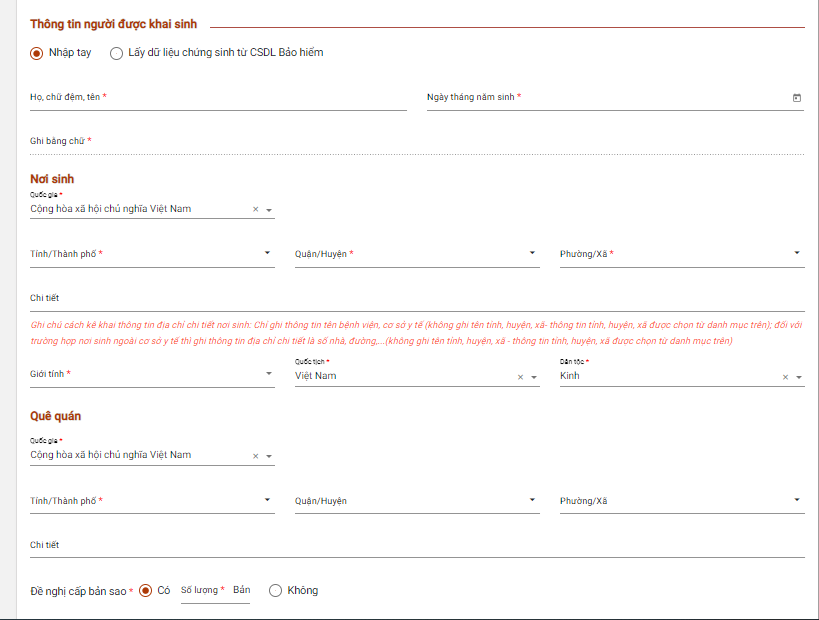 Thông tin người được khai sinh
Nhập tay Lấy dữ liệu chứng sinh từ CSDL Bảo hiểm
Họ, chữ đệm, tên * Ngày tháng năm sinh *
Ghi bằng chữ *
Nơi sinh
Quốc gia *
Cộng hòa xã hội chủ nghĩa Việt Nam ×
Tỉnh/Thành phố * Quận/Huyện * Phường/Xã *
Chi tiết
Ghi chú cách kê khai thông tin địa chỉ chi tiết nơi sinh: Chỉ ghi thông tin tên bệnh viện, cơ sở y tế (không ghi tên tỉnh, huyện, xã- thông tin tỉnh, huyện, xã được chọn từ danh mục trên); đối với
trường hợp nơi sinh ngoài cơ sở y tế thì ghi thông tin địa chỉ chi tiết là số nhà, đường,...(không ghi tên tỉnh, huyện, xã - thông tin tỉnh, huyện, xã được chọn từ danh mục trên)
Quốc tịch * Dân tộc *
Giới tính * Việt Nam × Kinh ×
Quê quán
Quốc gia *
Cộng hòa xã hội chủ nghĩa Việt Nam ×
Tỉnh/Thành phố * Quận/Huyện Phường/Xã
Chi tiết
Đề nghị cấp bản sao * Có Số lượng * Bản Không